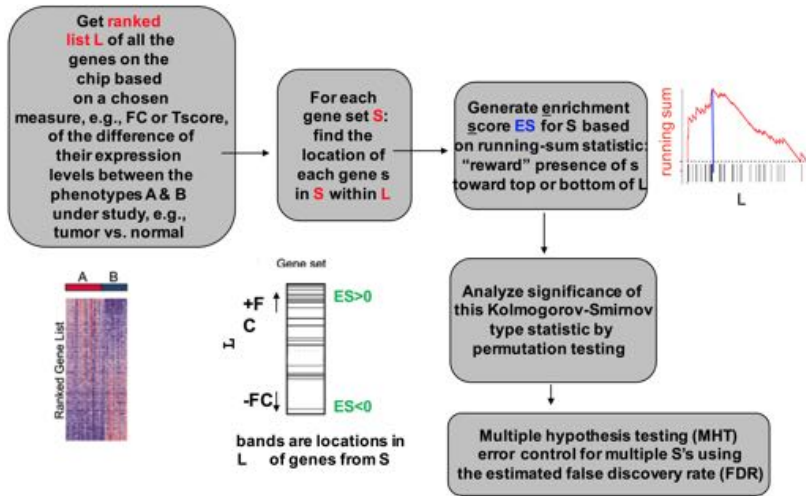 Get ranked
list L of all the
genes on the
chip based
on a chosen
measure, e.g., FC or Tscore,
of the difference of
their expression
levels between the
phenotypes A & B
under study, e.g.,
tumor vs. normal
For each
gene set S:
find the
location of
each gene s
in S within L
Generate enrichment
score ES for S based
on running-sum statistic:
“reward” presence of s
toward top or bottom of L
running sum
L
A B
Ranked Gene List
Gene set
+F
C
ES>0
L
-FC
ES<0
bands are locations in
L of genes from S
Analyze significance of
this Kolmogorov-Smirnov
type statistic by
permutation testing
Multiple hypothesis testing (MHT)
error control for multiple S's using
the estimated false discovery rate (FDR)